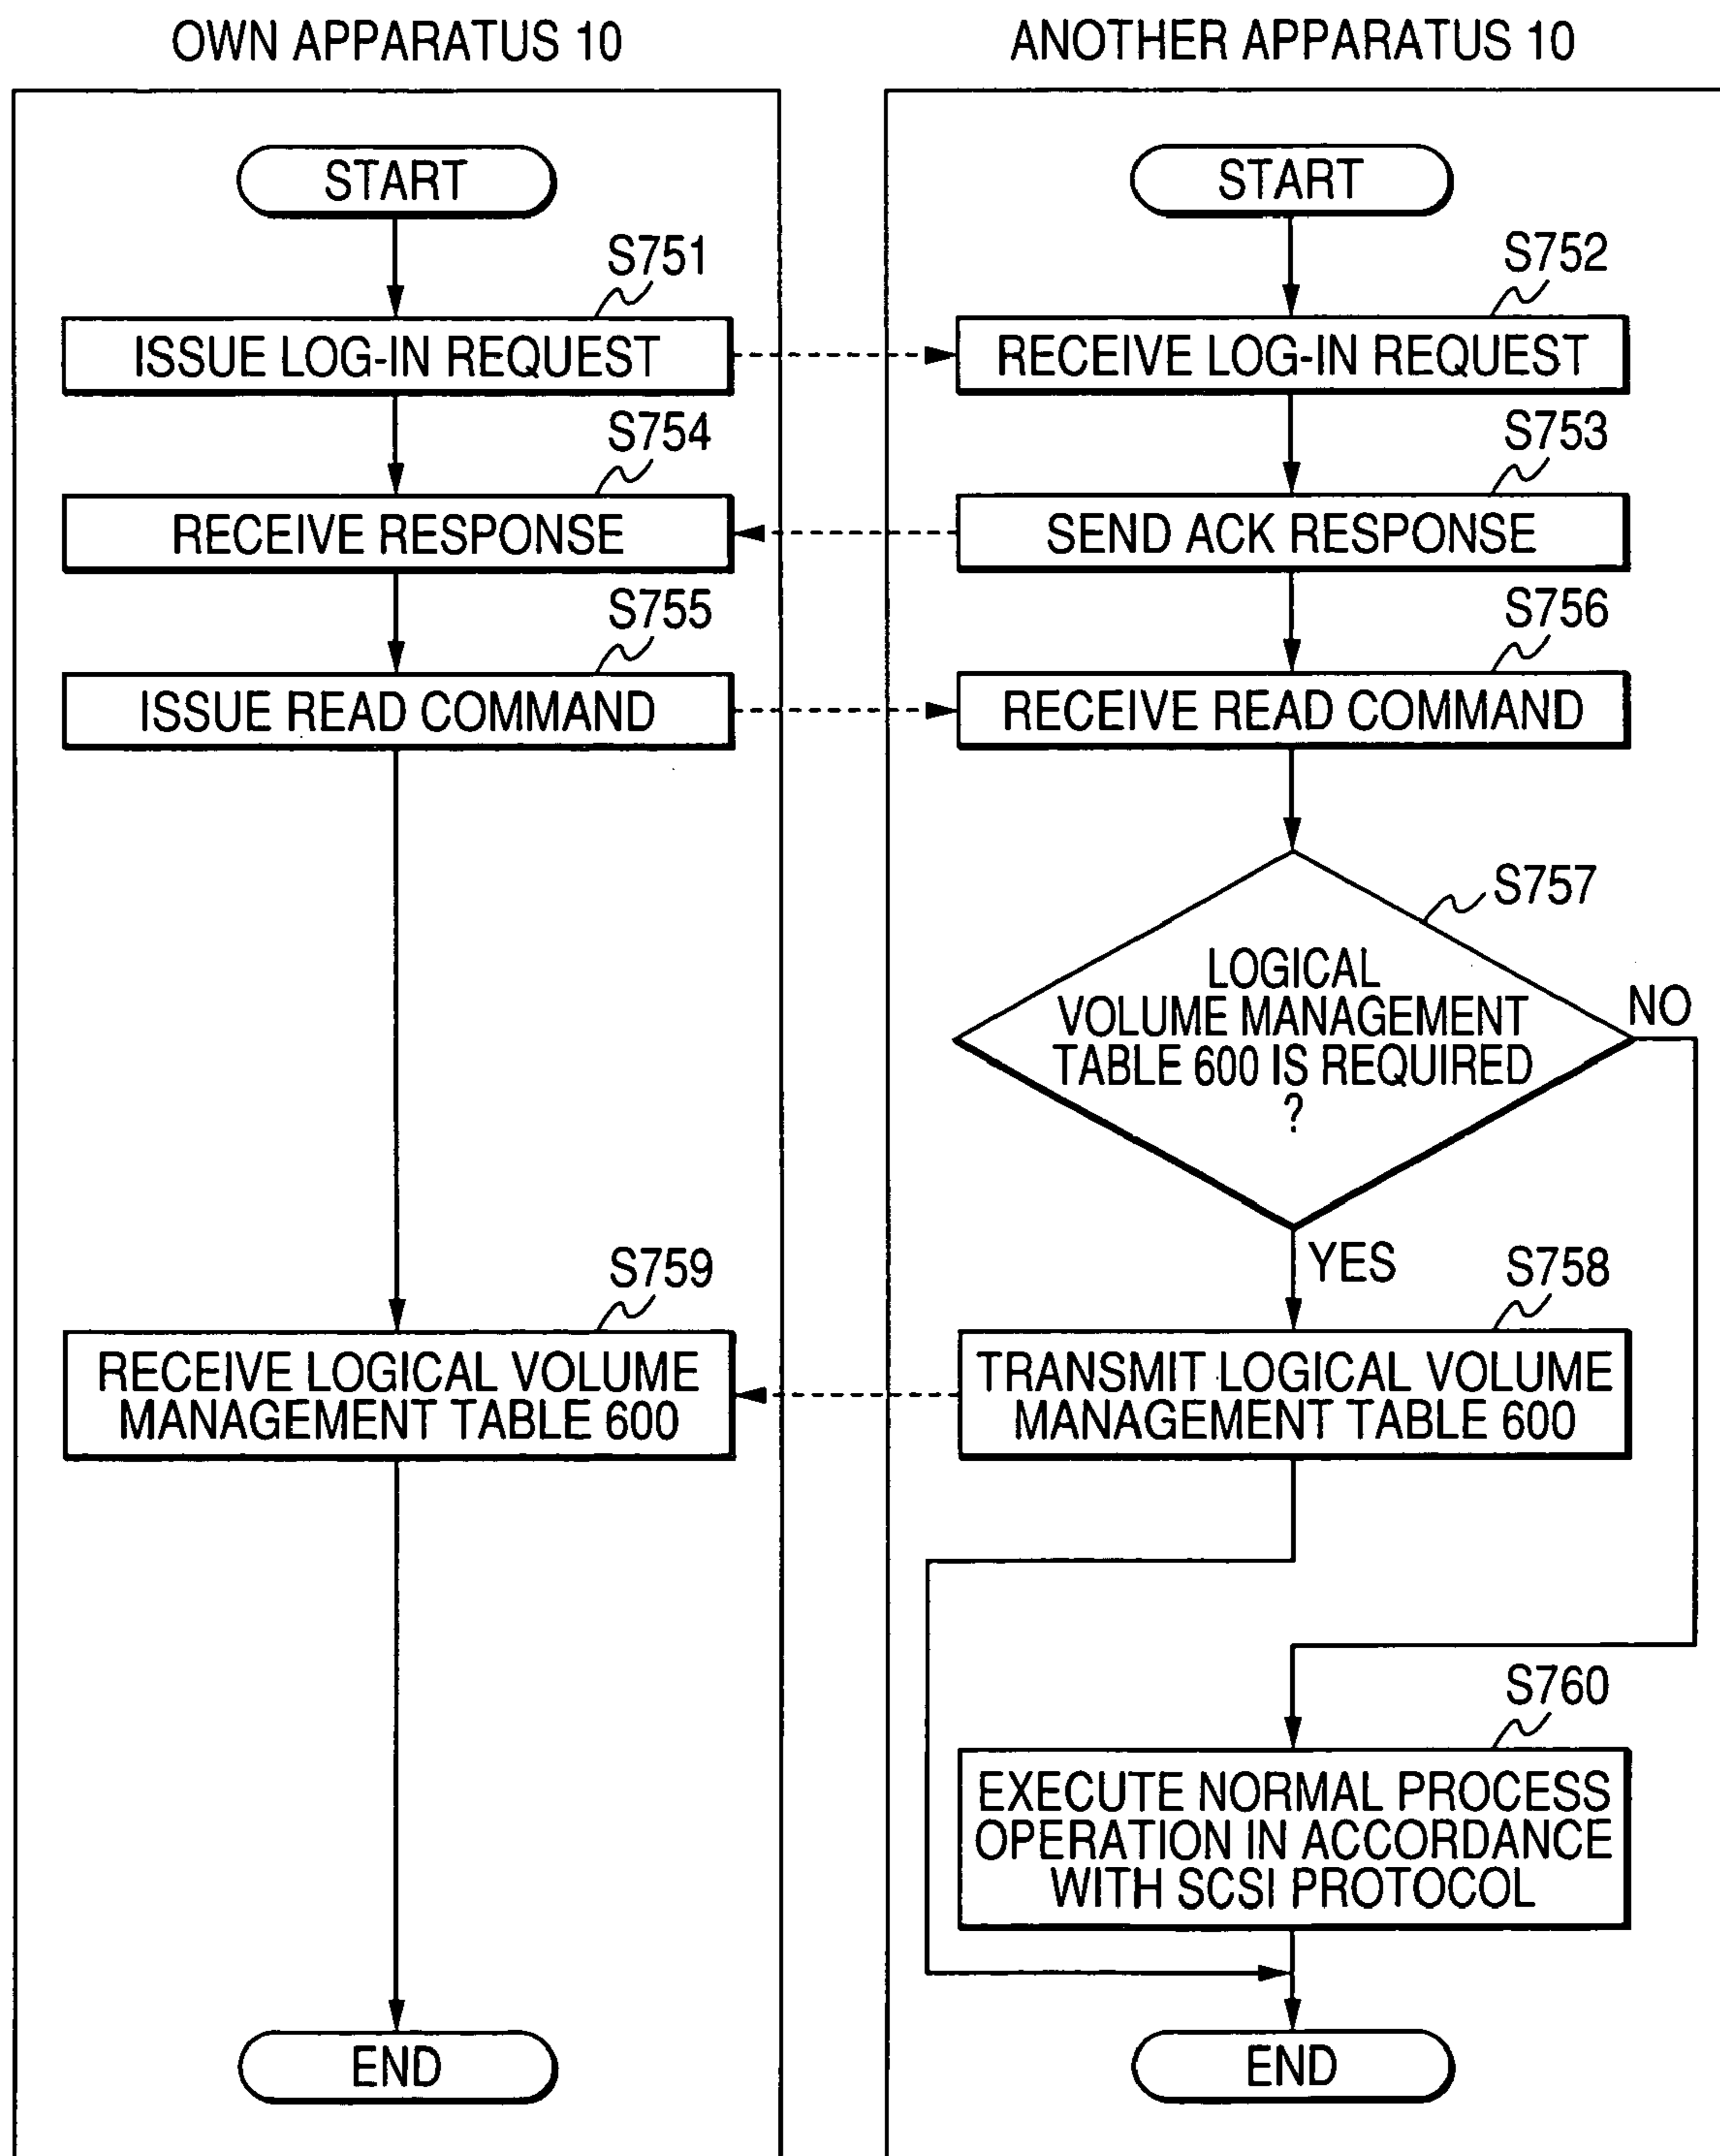 OWN APPARATUS 10
ANOTHER APPARATUS 10
START
START
S751
S752
ISSUE LOG-IN REQUEST
RECEIVE LOG-IN REQUEST
S754
S753
RECEIVE RESPONSE
SEND ACK RESPONSE
S755
S756
ISSUE READ COMMAND
RECEIVE READ COMMAND
S757
LOGICAL
VOLUME MANAGEMENT
TABLE 600 IS REQUIRED
?
NO
YES
S759
S758
RECEIVE LOGICAL VOLUME
MANAGEMENT TABLE 600
TRANSMIT LOGICAL VOLUME
MANAGEMENT TABLE 600
S760
EXECUTE NORMAL PROCESS
OPERATION IN ACCORDANCE
WITH SCSI PROTOCOL
END
END